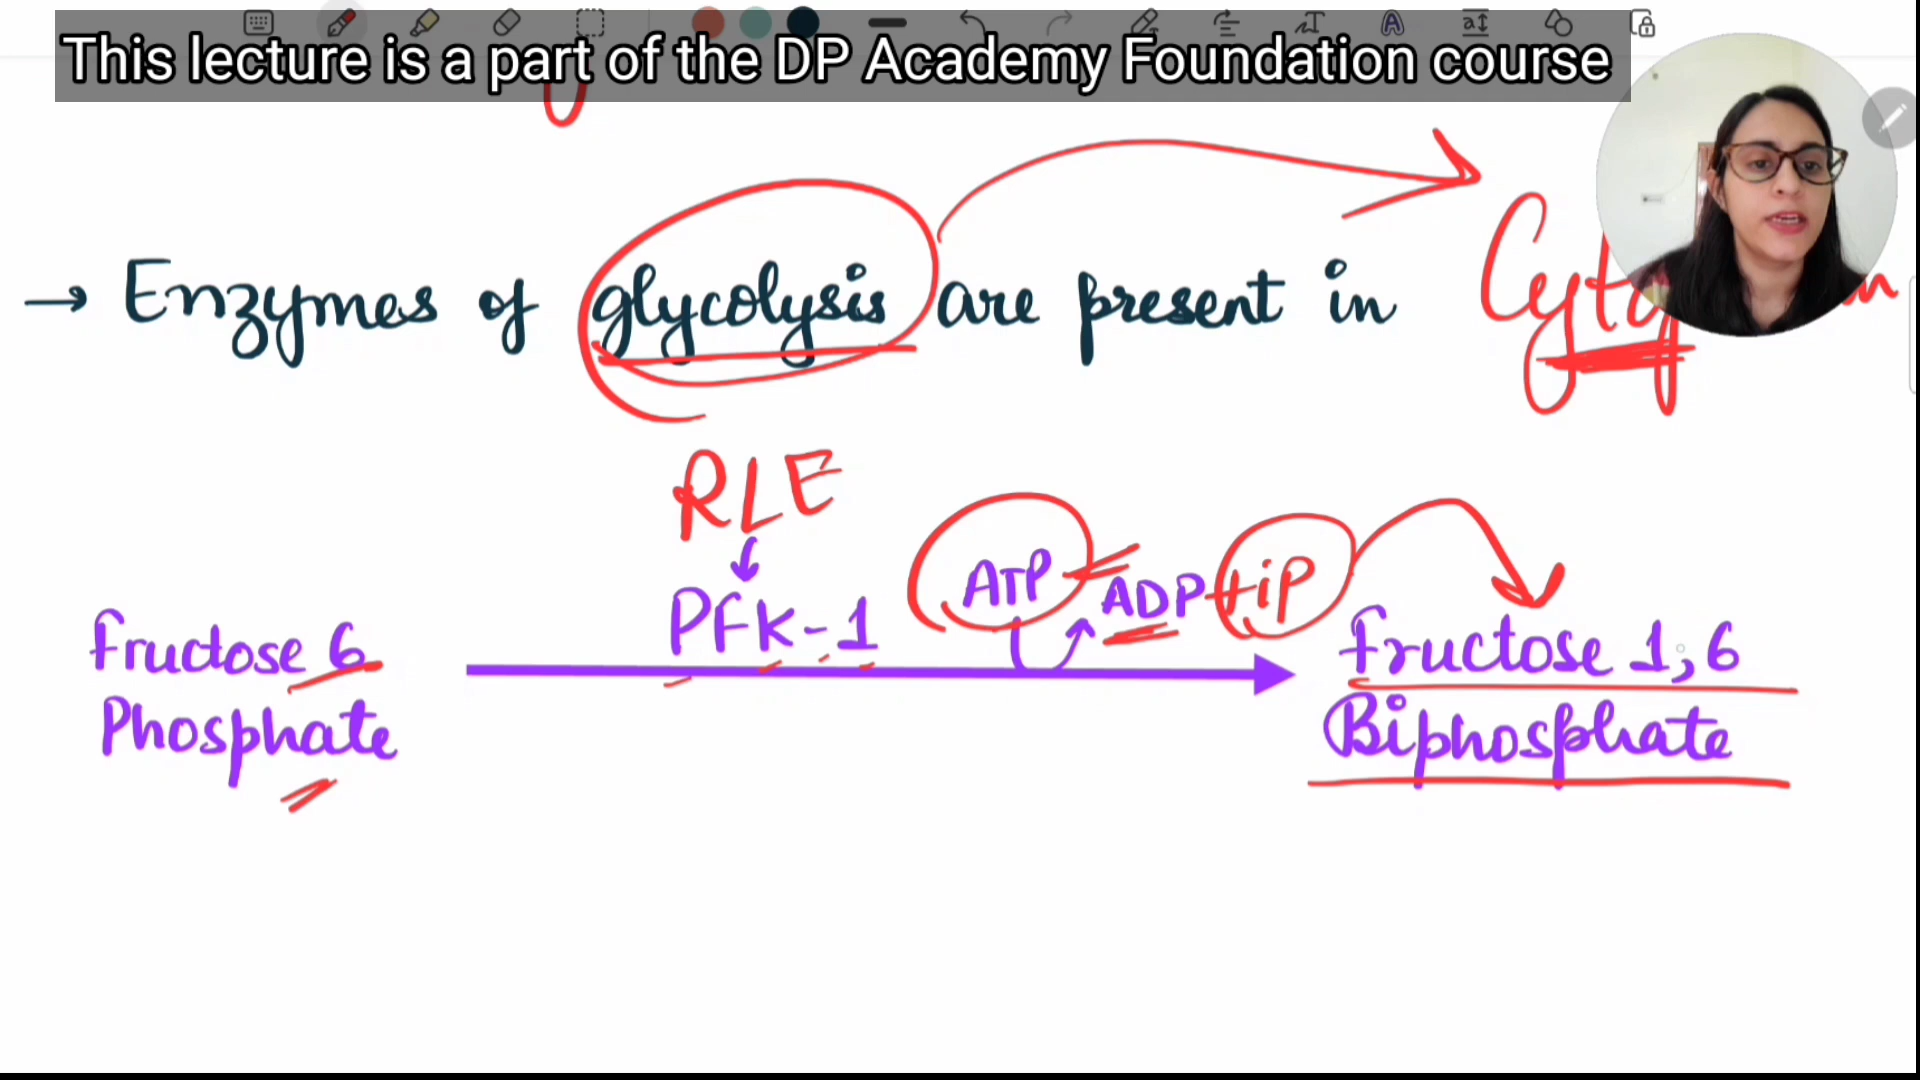 This lecture is a part of the DP Academy Foundation course
→ Enzymes of glycolysis are present in
RLE
PFK-1 ATP ADP+iP
Fructose 6 Fructose 1,6
Phosphate Biphosphate